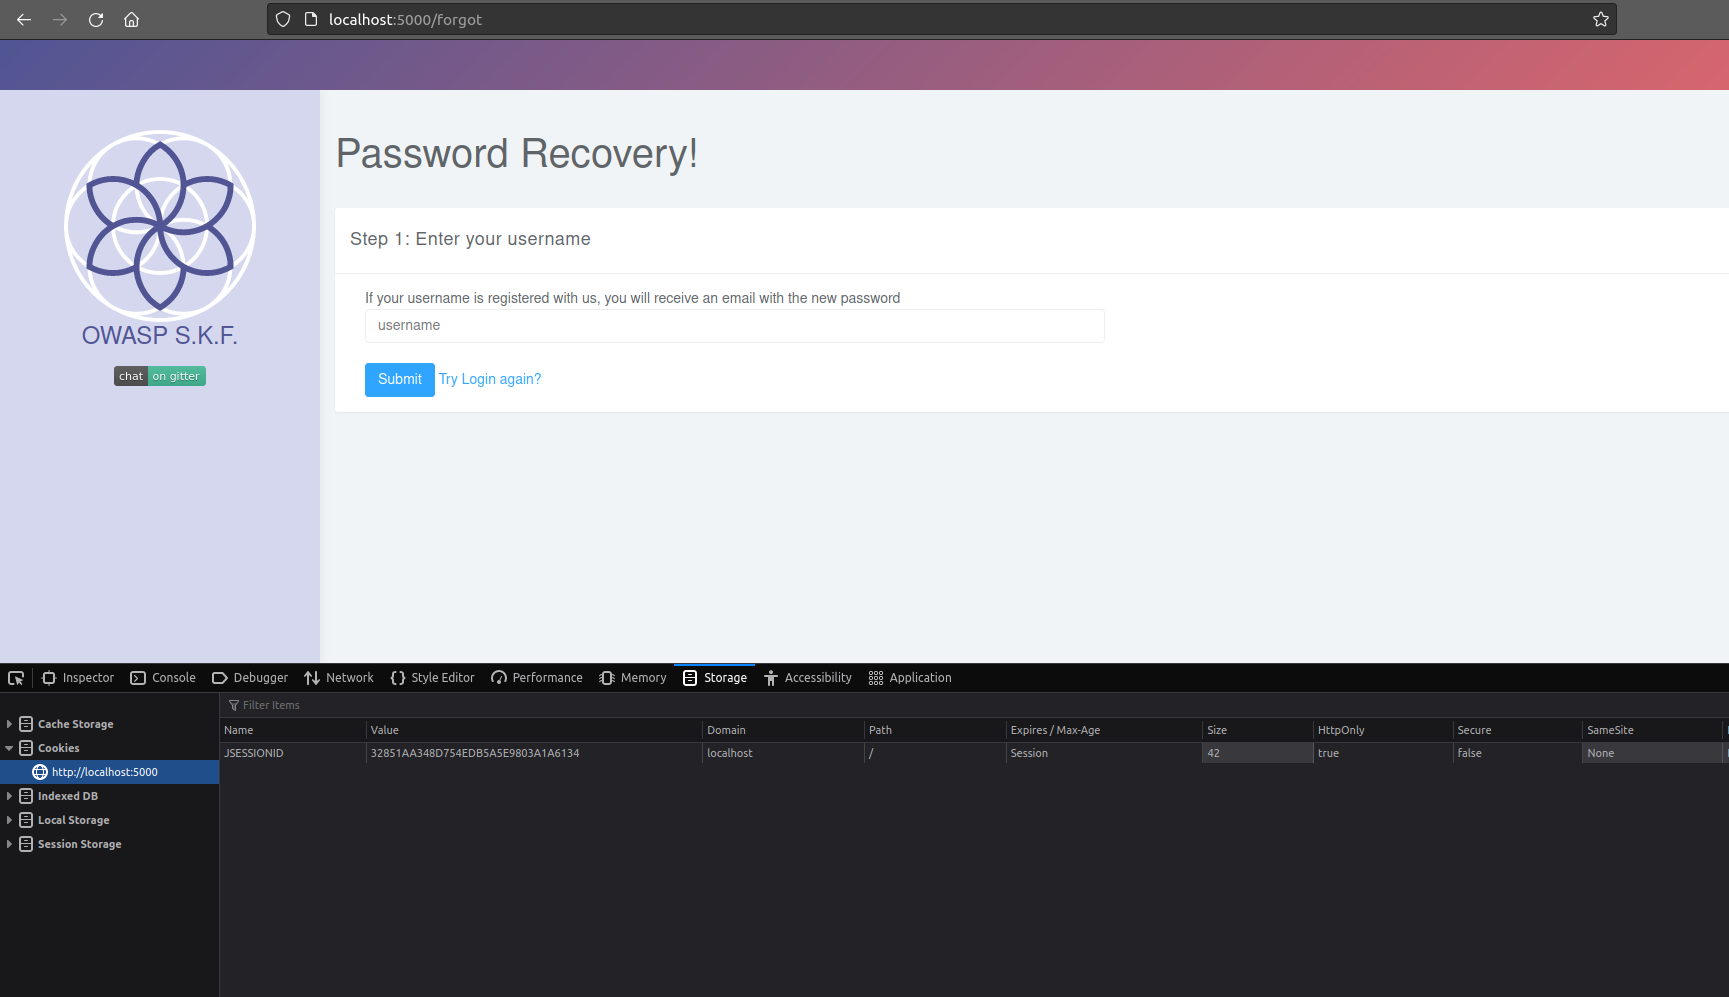 localhost:5000/forgot
OWASP S.K.F.
chat on gitter
Password Recovery!
Step 1: Enter your username
If your username is registered with us, you will receive an email with the new password
username
Submit Try Login again?
Inspector Console Debugger Network Style Editor Performance Memory Storage Accessibility Application
Cache Storage
Cookies
http://localhost:5000
Indexed DB
Local Storage
Session Storage
Filter Items
Name Value Domain Path Expires / Max-Age Size HttpOnly Secure SameSite
JSESSIONID 32851AA348D754EDB5A5E9803A1A6134 localhost / Session 42 true false None